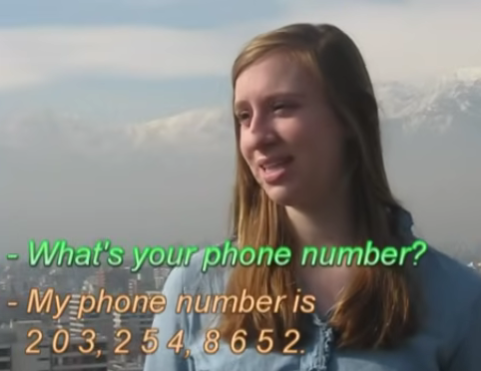 - What's your phone number?
- My phone number is
2 0 3, 2 5 4, 8 6 5 2.